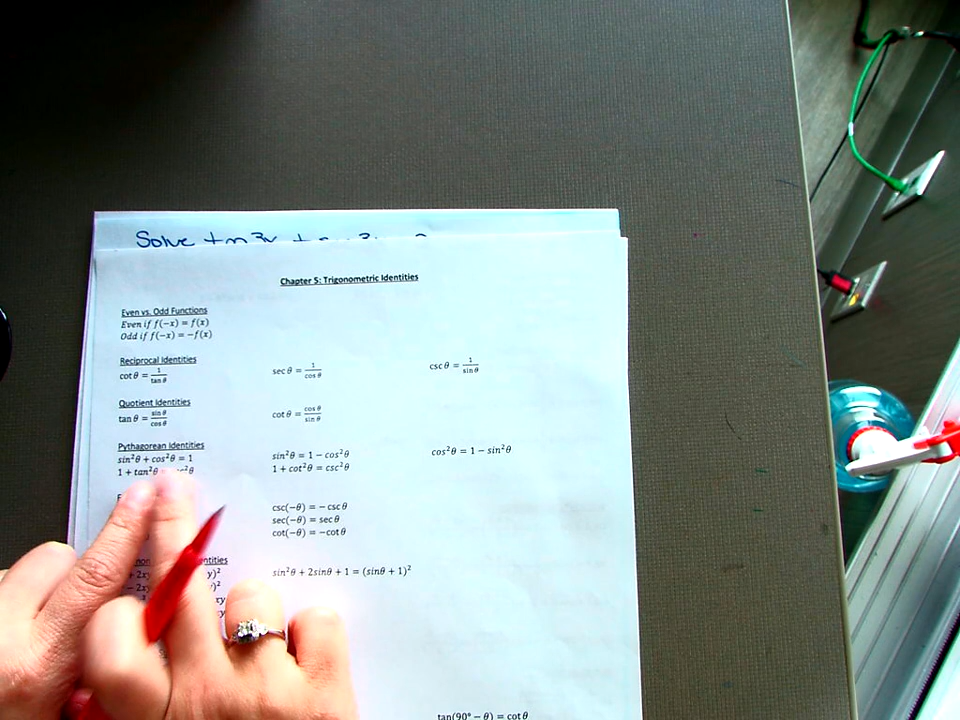 Solve
Chapter 5: Trigonometric Identities
Even vs. Odd Functions
Even if f(−x) = f(x)
Odd if f(−x) = −f(x)
Reciprocal Identities
cot θ = 1/tan θ sec θ = 1/cos θ csc θ = 1/sin θ
Quotient Identities
tan θ = sin θ/cos θ cot θ = cos θ/sin θ
Pythagorean Identities
sin²θ + cos²θ = 1 sin²θ = 1 − cos²θ cos²θ = 1 − sin²θ
1 + tan²θ 1 + cot²θ = csc²θ
csc(−θ) = − csc θ
sec(−θ) = sec θ
cot(−θ) = −cot θ
sin²θ + 2sinθ + 1 = (sinθ + 1)²
tan(90° − θ) = cot θ